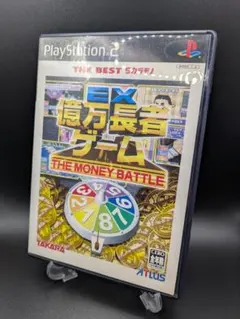 PlayStation 2
THE BEST タカラモノ
EX
億万長者
ゲーム
THE MONEY BATTLE
TAKARA
ATLUS